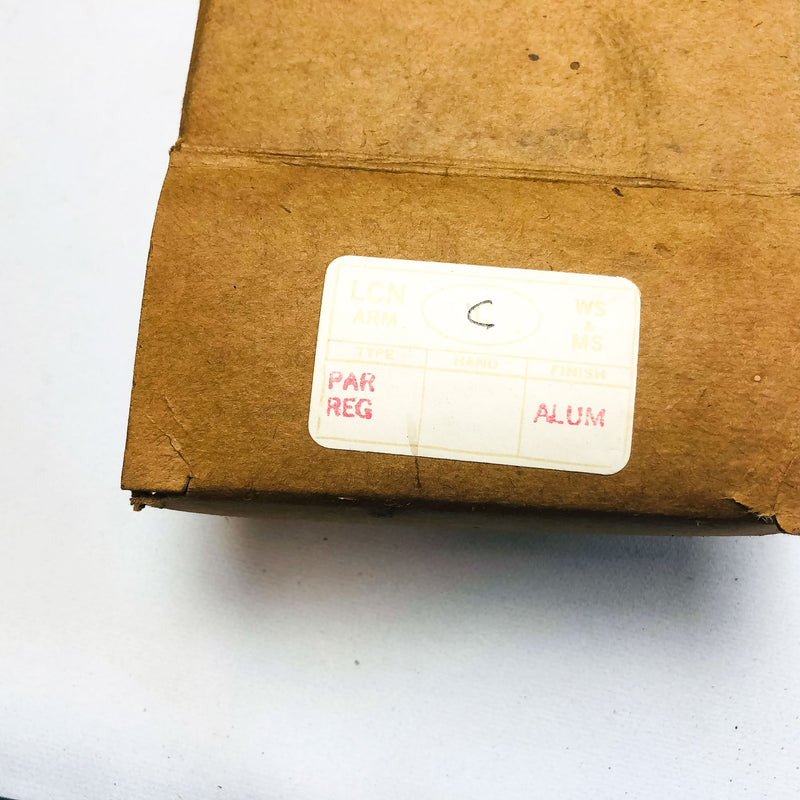 LCN
ARM
C
WS
&
MS
TYPE
HAND
FINISH
PAR
REG
ALUM